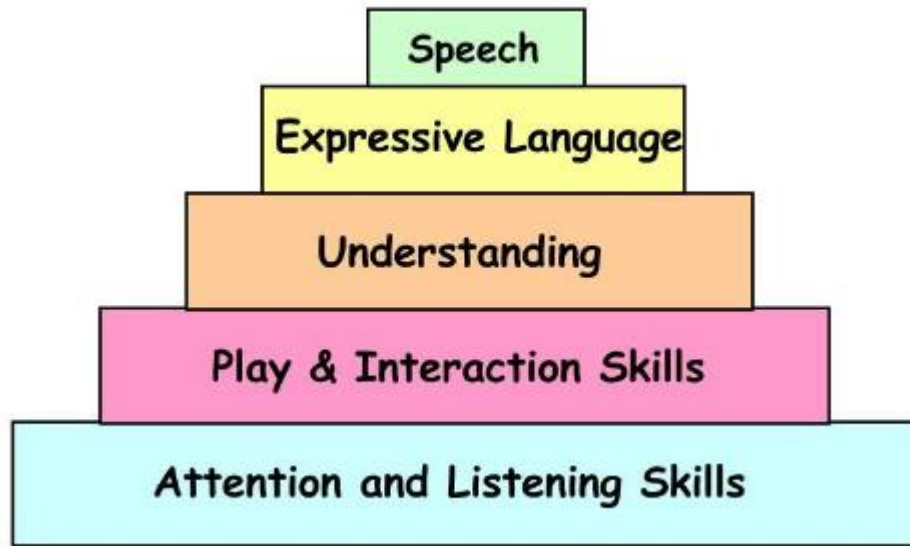 Speech
Expressive Language
Understanding
Play & Interaction Skills
Attention and Listening Skills